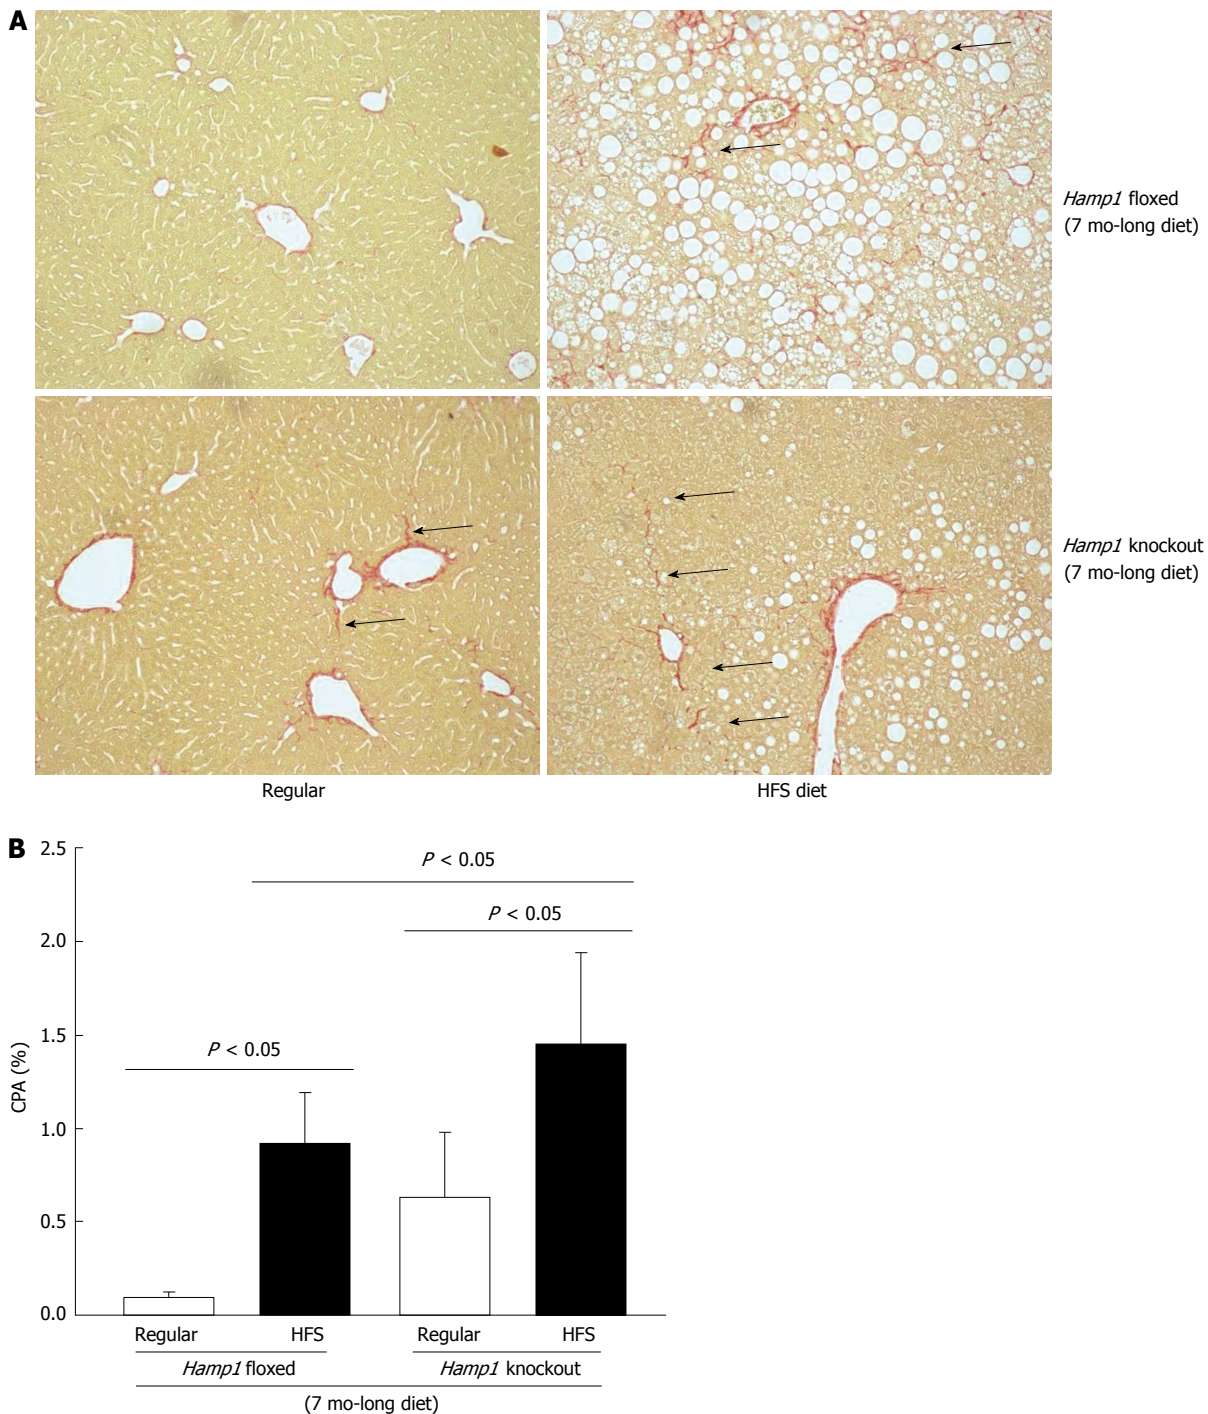 A
Hamp1 floxed
(7 mo-long diet)
Hamp1 knockout
(7 mo-long diet)
Regular
HFS diet
B
2.5
2.0
1.5
1.0
0.5
0.0
CPA (%)
P < 0.05
P < 0.05
P < 0.05
Regular
HFS
Regular
HFS
Hamp1 floxed
Hamp1 knockout
(7 mo-long diet)